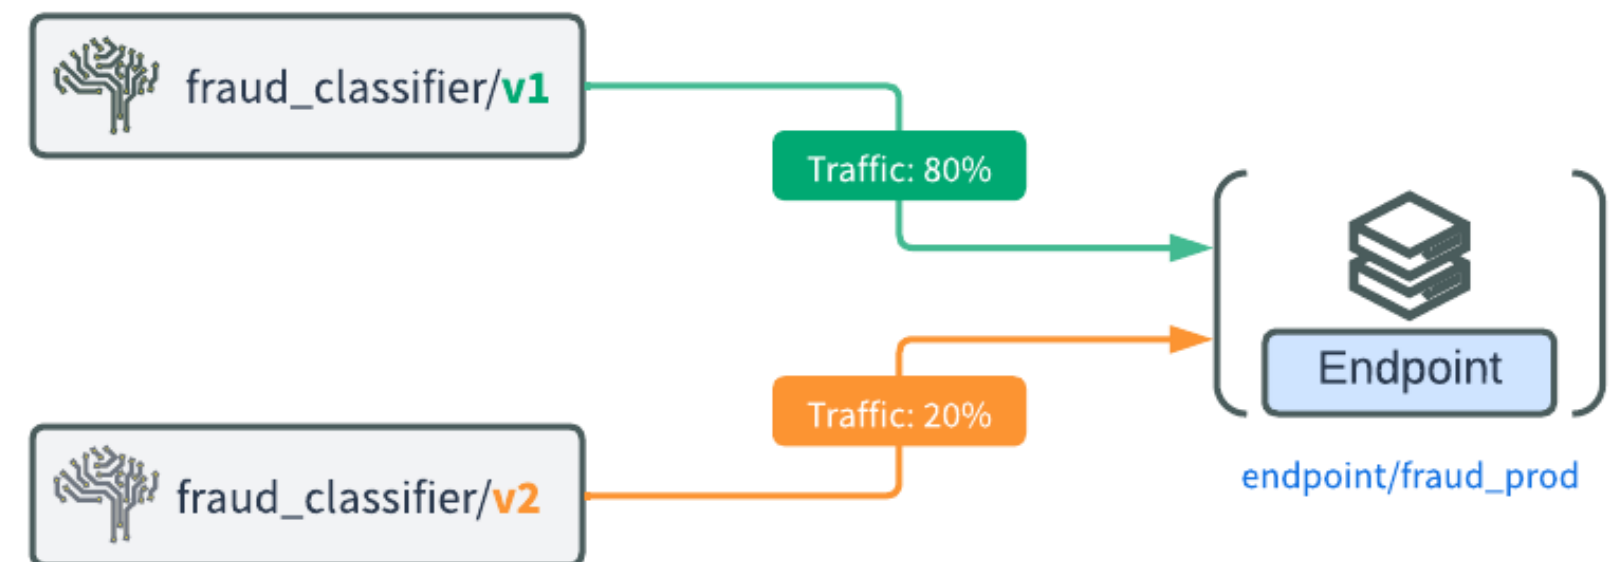 fraud_classifier/v1
Traffic: 80%
Endpoint
Traffic: 20%
endpoint/fraud_prod
fraud_classifier/v2